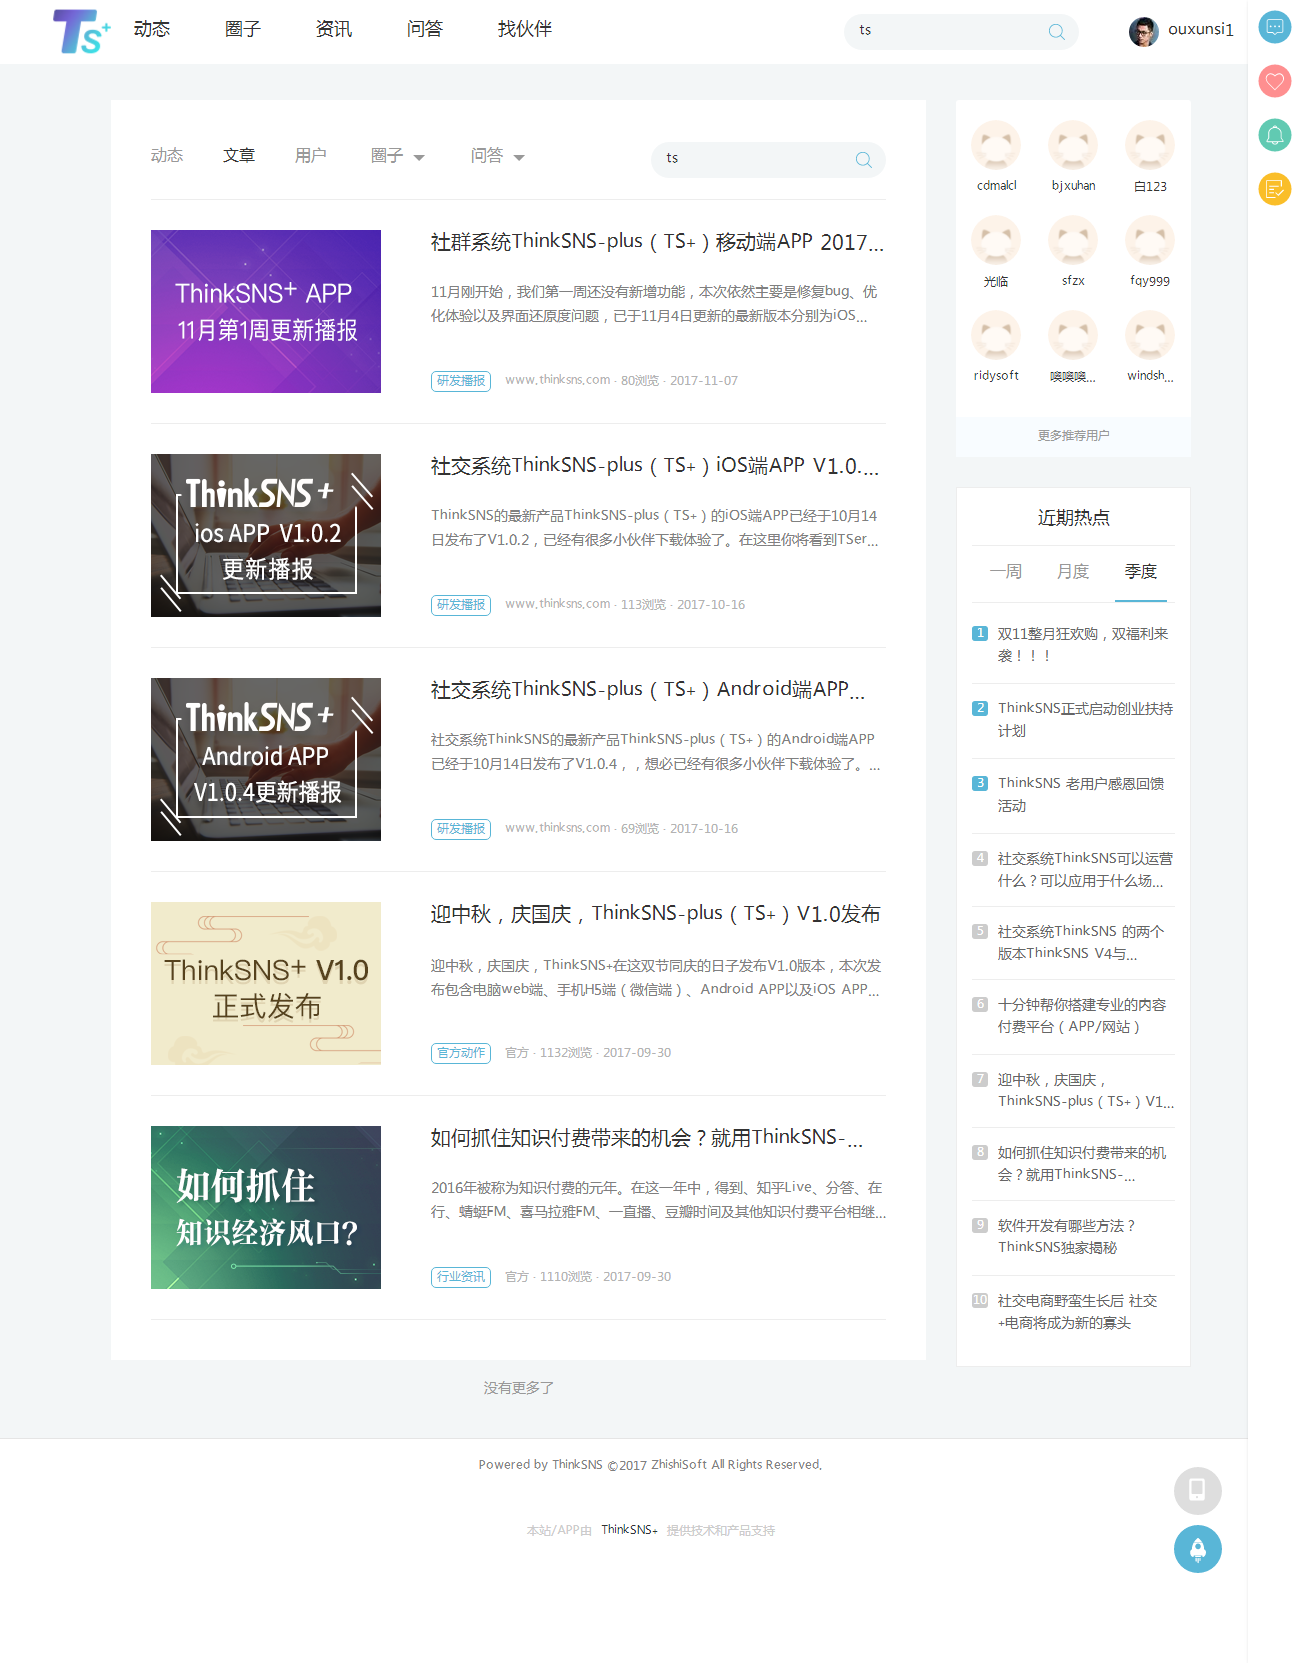 Ts+
动态 圈子 资讯 问答 找伙伴 ts ouxunsi1
动态 文章 用户 圈子 问答 ts
社群系统ThinkSNS-plus（TS+）移动端APP 2017...
ThinkSNS+ APP
11月第1周更新播报
11月刚开始，我们第一周还没有新增功能，本次依然主要是修复bug、优
化体验以及界面还原度问题，已于11月4日更新的最新版本分别为iOS...
研发播报 www.thinksns.com · 80浏览 · 2017-11-07
社交系统ThinkSNS-plus（TS+）iOS端APP V1.0....
ThinkSNS+
ios APP V1.0.2
更新播报
ThinkSNS的最新产品ThinkSNS-plus（TS+）的iOS端APP已经于10月14
日发布了V1.0.2，已经有很多小伙伴下载体验了。在这里你将看到TSer...
研发播报 www.thinksns.com · 113浏览 · 2017-10-16
社交系统ThinkSNS-plus（TS+）Android端APP...
ThinkSNS+
Android APP
V1.0.4更新播报
社交系统ThinkSNS的最新产品ThinkSNS-plus（TS+）的Android端APP
已经于10月14日发布了V1.0.4，，想必已经有很多小伙伴下载体验了。...
研发播报 www.thinksns.com · 69浏览 · 2017-10-16
迎中秋，庆国庆，ThinkSNS-plus（TS+）V1.0发布
ThinkSNS+ V1.0
正式发布
迎中秋，庆国庆，ThinkSNS+在这双节同庆的日子发布V1.0版本，本次发
布包含电脑web端、手机H5端（微信端）、Android APP以及iOS APP...
官方动作 官方 · 1132浏览 · 2017-09-30
如何抓住知识付费带来的机会？就用ThinkSNS-...
如何抓住
知识经济风口?
2016年被称为知识付费的元年。在这一年中，得到、知乎Live、分答、在
行、蜻蜓FM、喜马拉雅FM、一直播、豆瓣时间及其他知识付费平台相继...
行业资讯 官方 · 1110浏览 · 2017-09-30
没有更多了
cdmalcl bjxuhan 白123
光临 sfzx fqy999
ridysoft 噢噢噢... windsh...
更多推荐用户
近期热点
一周 月度 季度
1 双11整月狂欢购，双福利来
袭！！！
2 ThinkSNS正式启动创业扶持
计划
3 ThinkSNS 老用户感恩回馈
活动
4 社交系统ThinkSNS可以运营
什么？可以应用于什么场...
5 社交系统ThinkSNS 的两个
版本ThinkSNS V4与...
6 十分钟帮你搭建专业的内容
付费平台（APP/网站）
7 迎中秋，庆国庆，
ThinkSNS-plus（TS+）V1...
8 如何抓住知识付费带来的机
会？就用ThinkSNS-...
9 软件开发有哪些方法？
ThinkSNS独家揭秘
10 社交电商野蛮生长后 社交
+电商将成为新的寡头
Powered by ThinkSNS ©2017 ZhishiSoft All Rights Reserved.
本站/APP由 ThinkSNS+ 提供技术和产品支持